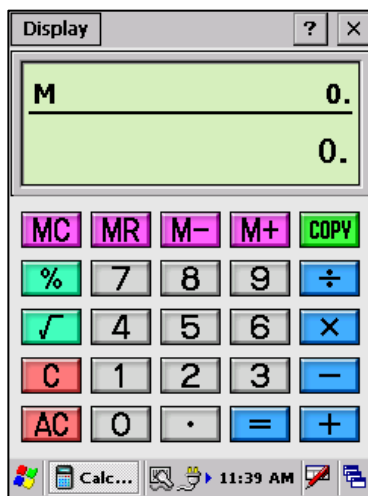 Display ? ×
M 0.
0.
MC MR M− M+ COPY
% 7 8 9 ÷
√ 4 5 6 ×
C 1 2 3 −
AC 0 · = +
Calc... 11:39 AM